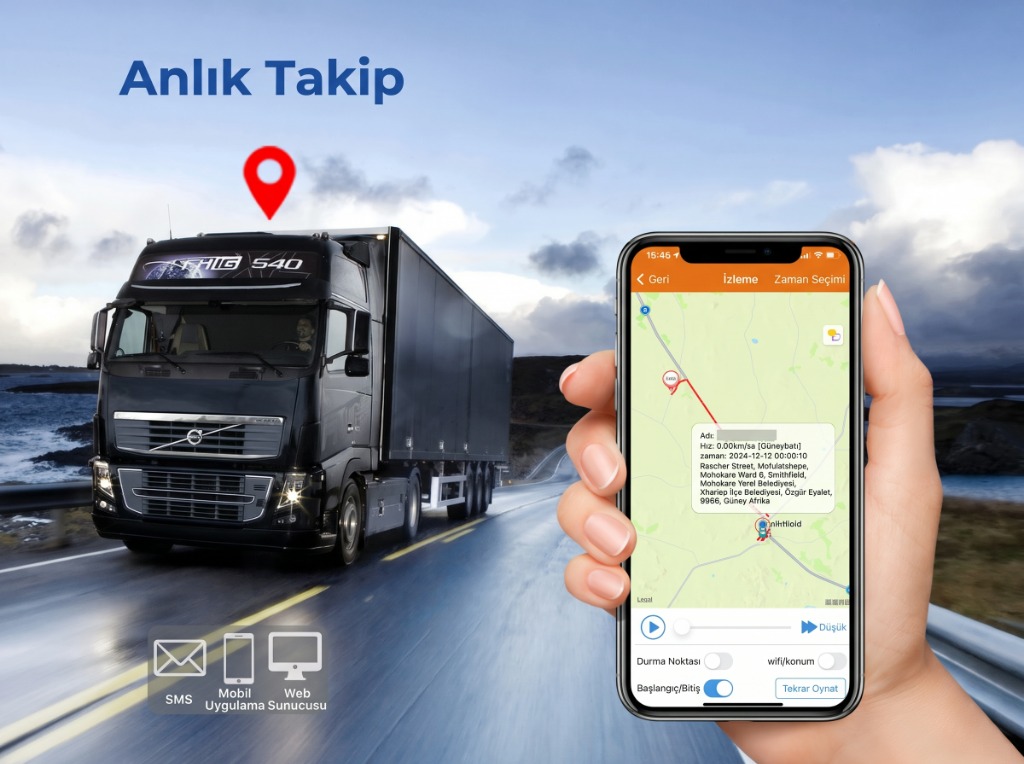 Anlık Takip
540
15:45
Geri
İzleme
Zaman Seçimi
Adı:
Hız: 0.00km/sa [Güneybatı]
zaman: 2024-12-12 00:00:10
Rascher Street, Mofulatshepe,
Mohokare Ward 6, Smithfield,
Mohokare Yerel Belediyesi,
Xhariep İlçe Belediyesi, Özgür Eyalet,
9966, Güney Afrika
Legal
Düşük
Durma Noktası
wifi/konum
Başlangıç/Bitiş
Tekrar Oynat
SMS
Mobil
Uygulama
Web
Sunucusu